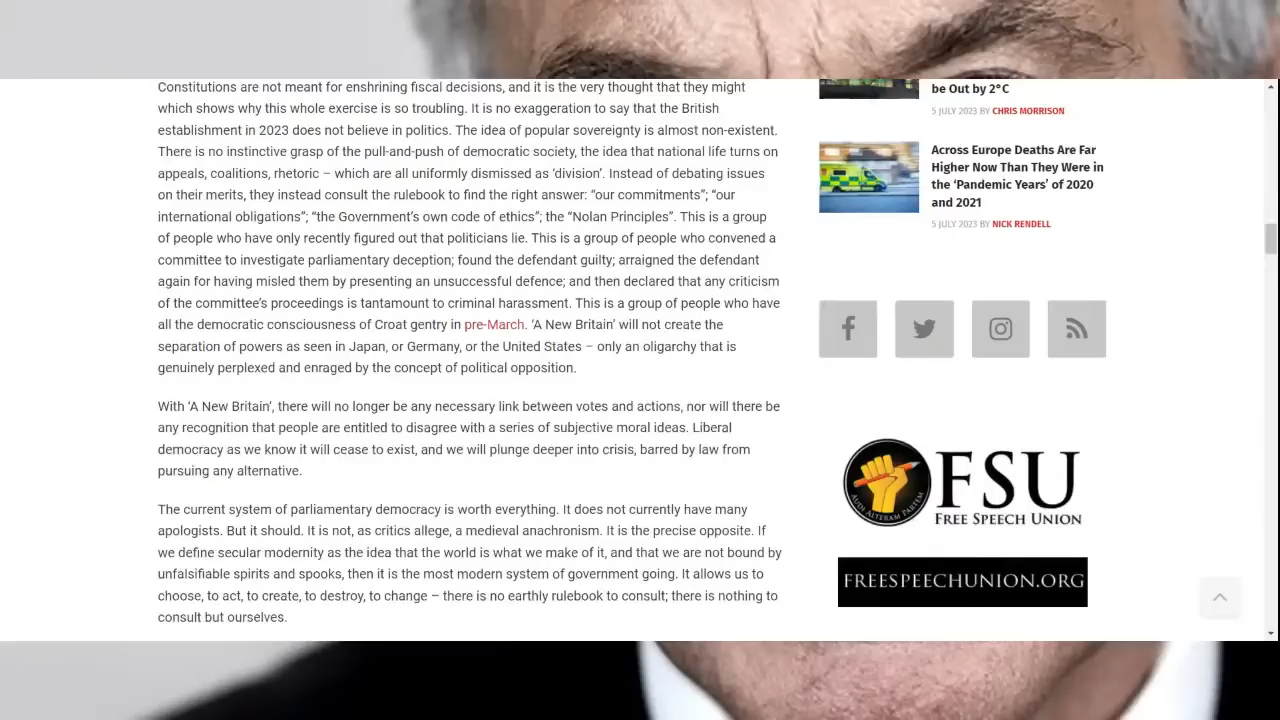 Constitutions are not meant for enshrining fiscal decisions, and it is the very thought that they might
which shows why this whole exercise is so troubling. It is no exaggeration to say that the British
establishment in 2023 does not believe in politics. The idea of popular sovereignty is almost non-existent.
There is no instinctive grasp of the pull-and-push of democratic society, the idea that national life turns on
appeals, coalitions, rhetoric – which are all uniformly dismissed as ‘division’. Instead of debating issues
on their merits, they instead consult the rulebook to find the right answer: “our commitments”; “our
international obligations”; “the Government’s own code of ethics”; the “Nolan Principles”. This is a group
of people who have only recently figured out that politicians lie. This is a group of people who convened a
committee to investigate parliamentary deception; found the defendant guilty; arraigned the defendant
again for having misled them by presenting an unsuccessful defence; and then declared that any criticism
of the committee’s proceedings is tantamount to criminal harassment. This is a group of people who have
all the democratic consciousness of Croat gentry in pre-March. ‘A New Britain’ will not create the
separation of powers as seen in Japan, or Germany, or the United States – only an oligarchy that is
genuinely perplexed and enraged by the concept of political opposition.
With ‘A New Britain’, there will no longer be any necessary link between votes and actions, nor will there be
any recognition that people are entitled to disagree with a series of subjective moral ideas. Liberal
democracy as we know it will cease to exist, and we will plunge deeper into crisis, barred by law from
pursuing any alternative.
The current system of parliamentary democracy is worth everything. It does not currently have many
apologists. But it should. It is not, as critics allege, a medieval anachronism. It is the precise opposite. If
we define secular modernity as the idea that the world is what we make of it, and that we are not bound by
unfalsifiable spirits and spooks, then it is the most modern system of government going. It allows us to
choose, to act, to create, to destroy, to change – there is no earthly rulebook to consult; there is nothing to
consult but ourselves.
be Out by 2°C
5 JULY 2023 BY CHRIS MORRISON
Across Europe Deaths Are Far
Higher Now Than They Were in
the ‘Pandemic Years’ of 2020
and 2021
5 JULY 2023 BY NICK RENDELL
AUDI ALTERAM PARTEM
FSU
FREE SPEECH UNION
FREESPEECHUNION.ORG